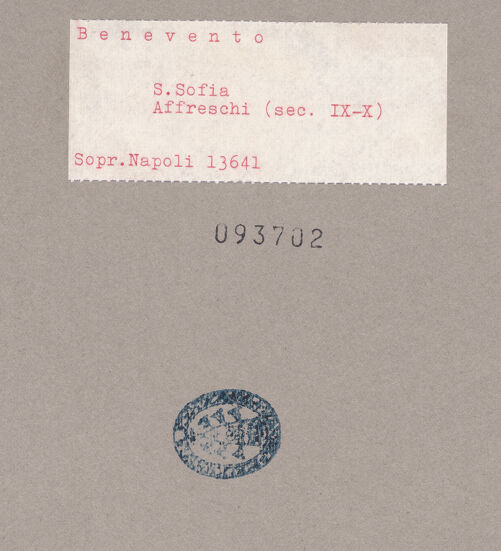 Benevento
S.Sofia
Affreschi (sec. IX-X)
Sopr.Napoli 13641
093702